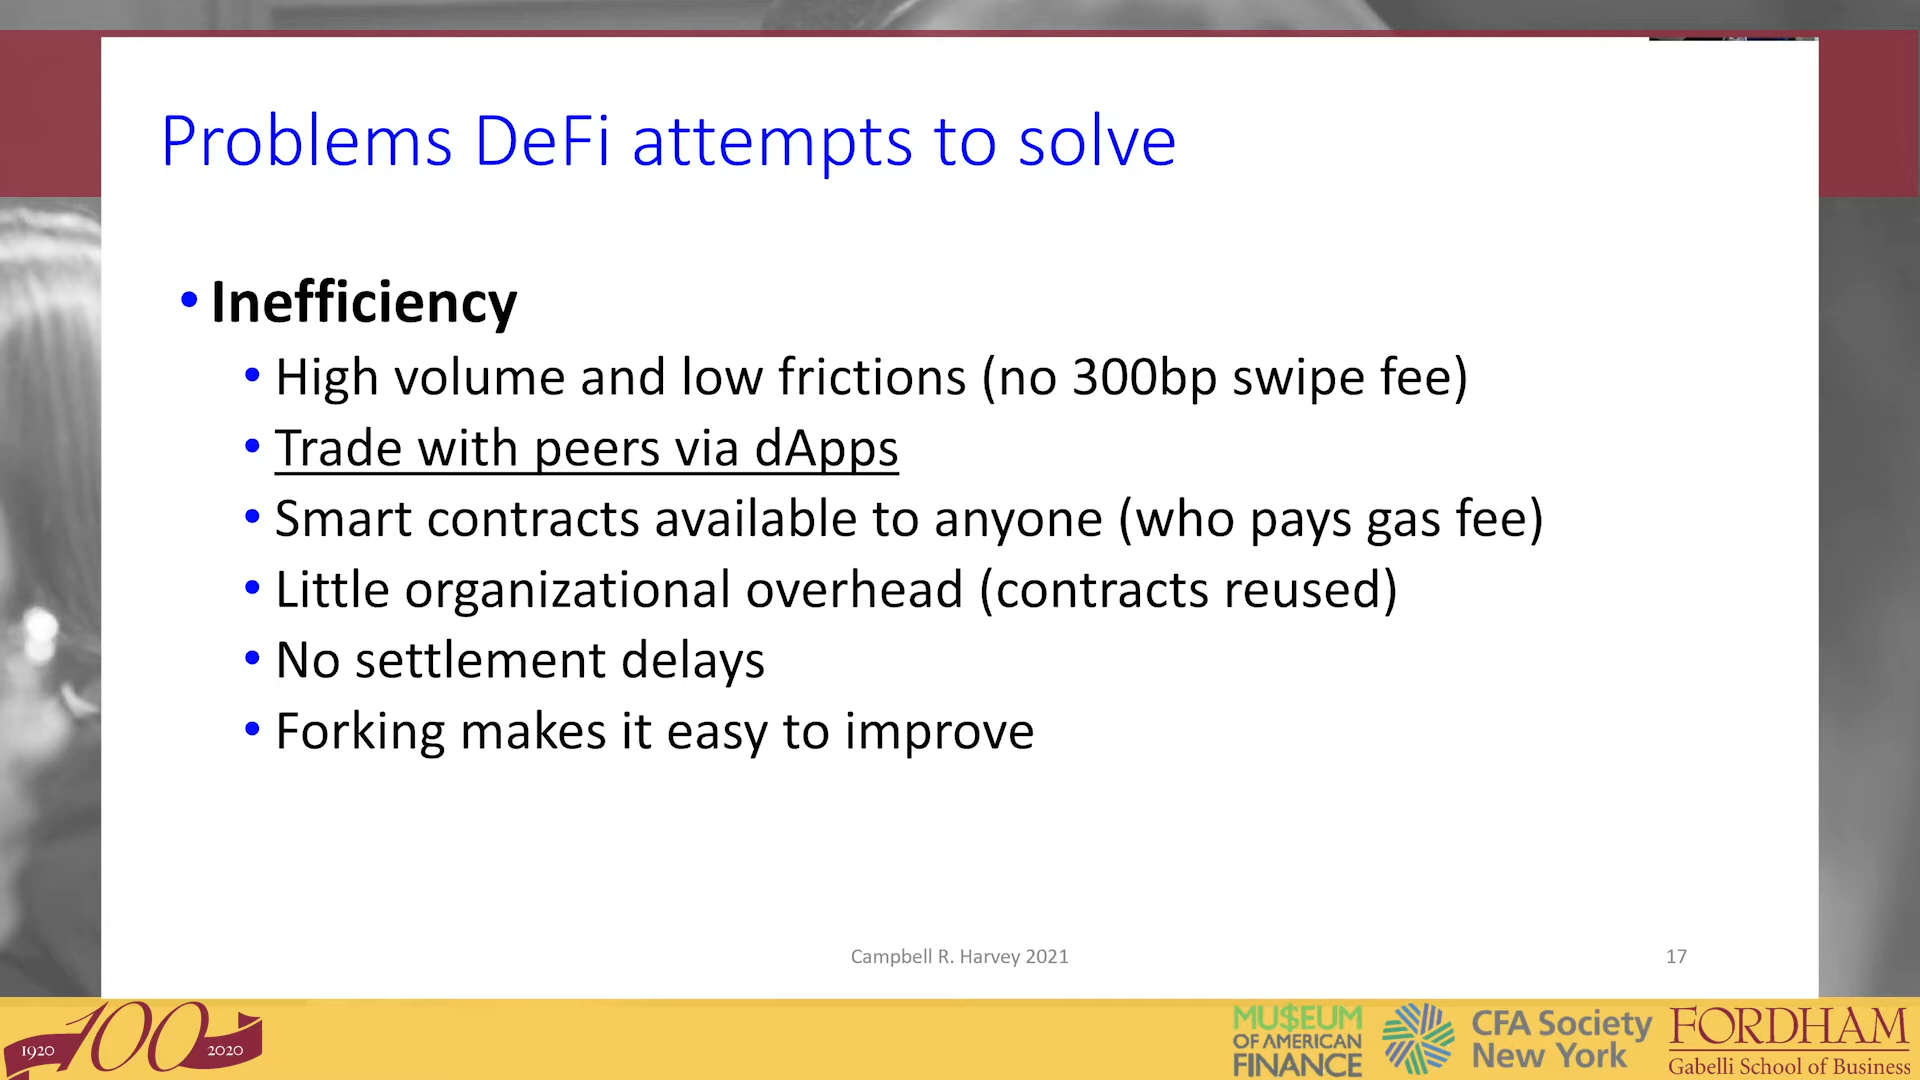 Problems DeFi attempts to solve
• Inefficiency
• High volume and low frictions (no 300bp swipe fee)
• Trade with peers via dApps
• Smart contracts available to anyone (who pays gas fee)
• Little organizational overhead (contracts reused)
• No settlement delays
• Forking makes it easy to improve
Campbell R. Harvey 2021
17
1920 100 2020
MU$EUM
OF AMERICAN
FINANCE
CFA Society
New York
FORDHAM
Gabelli School of Business